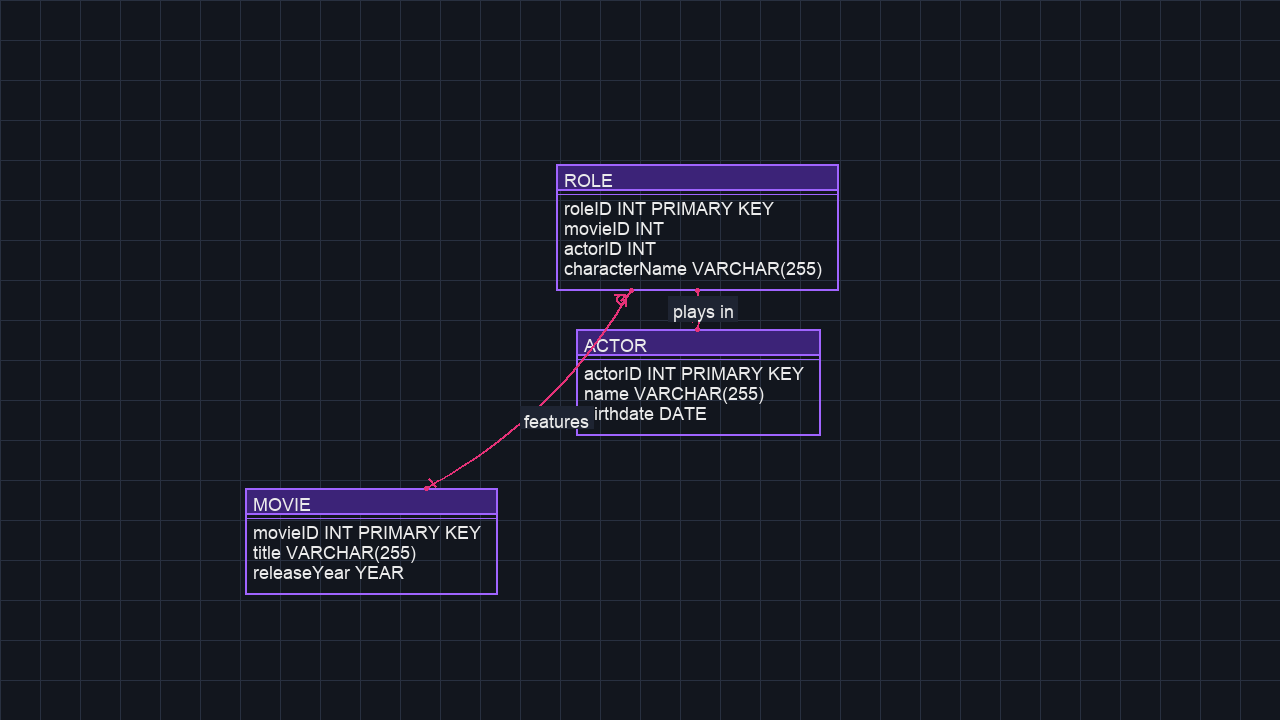 ROLE
roleID INT PRIMARY KEY
movieID INT
actorID INT
characterName VARCHAR(255)
plays in
ACTOR
actorID INT PRIMARY KEY
name VARCHAR(255)
irthdate DATE
features
MOVIE
movieID INT PRIMARY KEY
title VARCHAR(255)
releaseYear YEAR